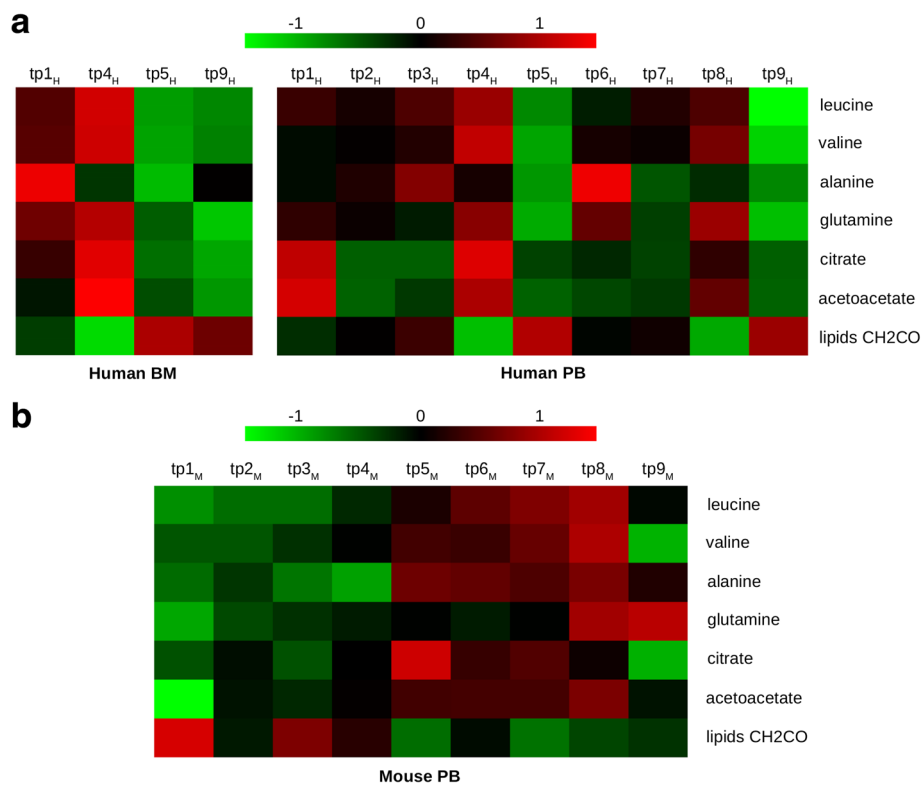 a
-1 0 1
tp1H tp4H tp5H tp9H tp1H tp2H tp3H tp4H tp5H tp6H tp7H tp8H tp9H
leucine
valine
alanine
glutamine
citrate
acetoacetate
lipids CH2CO
Human BM Human PB
b
-1 0 1
tp1M tp2M tp3M tp4M tp5M tp6M tp7M tp8M tp9M
leucine
valine
alanine
glutamine
citrate
acetoacetate
lipids CH2CO
Mouse PB